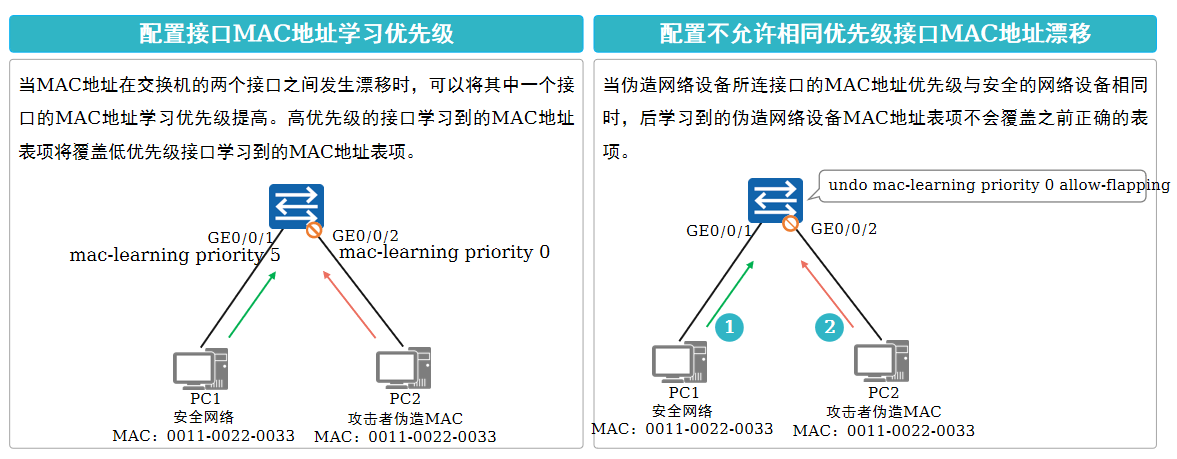 配置接口MAC地址学习优先级
当MAC地址在交换机的两个接口之间发生漂移时，可以将其中一个接
口的MAC地址学习优先级提高。高优先级的接口学习到的MAC地址
表项将覆盖低优先级接口学习到的MAC地址表项。
GE0/0/1
GE0/0/2
mac-learning priority 5
mac-learning priority 0
PC1
安全网络
MAC：0011-0022-0033
PC2
攻击者伪造MAC
MAC：0011-0022-0033
配置不允许相同优先级接口MAC地址漂移
当伪造网络设备所连接口的MAC地址优先级与安全的网络设备相同
时，后学习到的伪造网络设备MAC地址表项不会覆盖之前正确的表
项。
undo mac-learning priority 0 allow-flapping
GE0/0/1
GE0/0/2
1
2
PC1
安全网络
MAC：0011-0022-0033
PC2
攻击者伪造MAC
MAC：0011-0022-0033